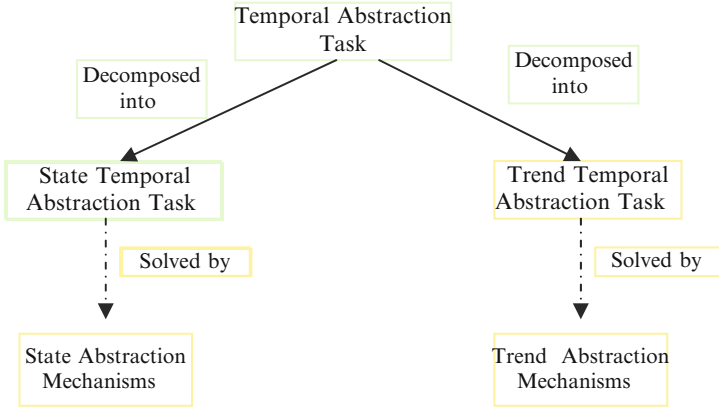 Temporal Abstraction
Task
Decomposed
into
Decomposed
into
State Temporal
Abstraction Task
Trend Temporal
Abstraction Task
Solved by
Solved by
State Abstraction
Mechanisms
Trend Abstraction
Mechanisms